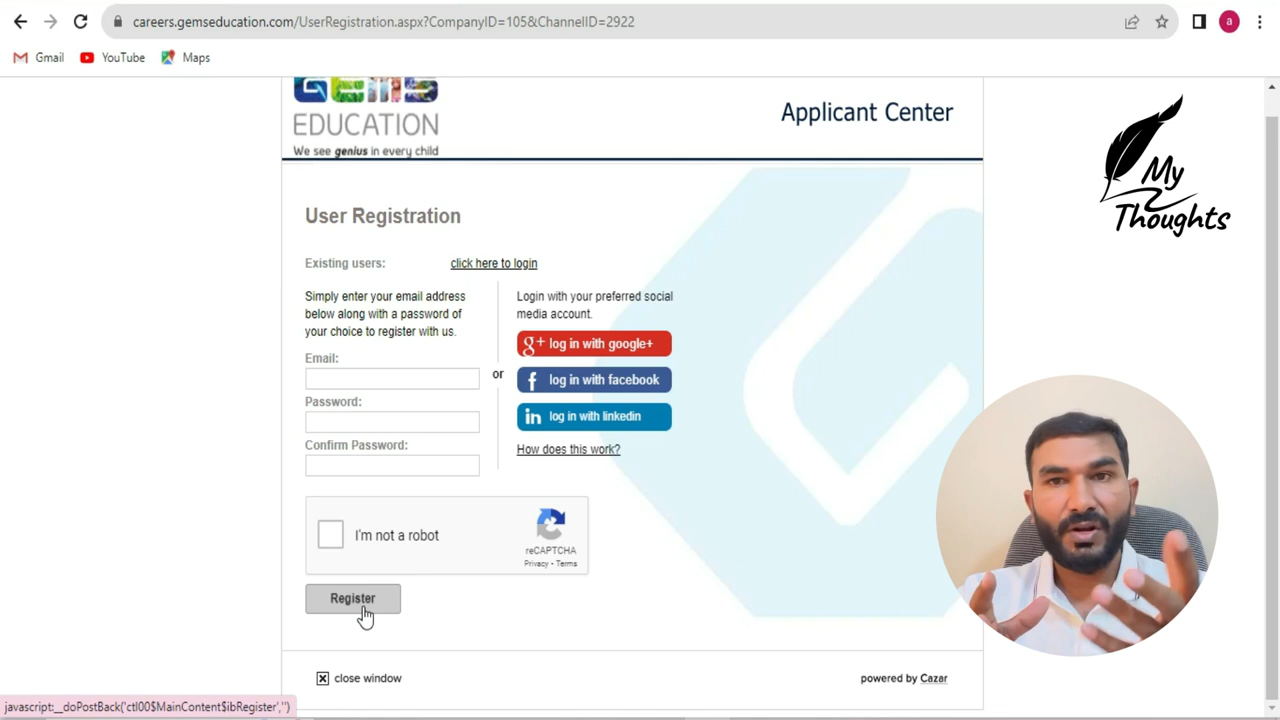 careers.gemseducation.com/UserRegistration.aspx?CompanyID=105&ChannelID=2922
a
Gmail
YouTube
Maps
GEMS
EDUCATION
We see genius in every child
Applicant Center
My
Thoughts
User Registration
Existing users: click here to login
Simply enter your email address
below along with a password of
your choice to register with us.
Email:
Password:
Confirm Password:
or
Login with your preferred social
media account.
g+ log in with google+
f log in with facebook
in log in with linkedin
How does this work?
I'm not a robot
reCAPTCHA
Privacy - Terms
Register
close window
powered by Cazar
javascript:__doPostBack('ctl00$MainContent$ibRegister','')